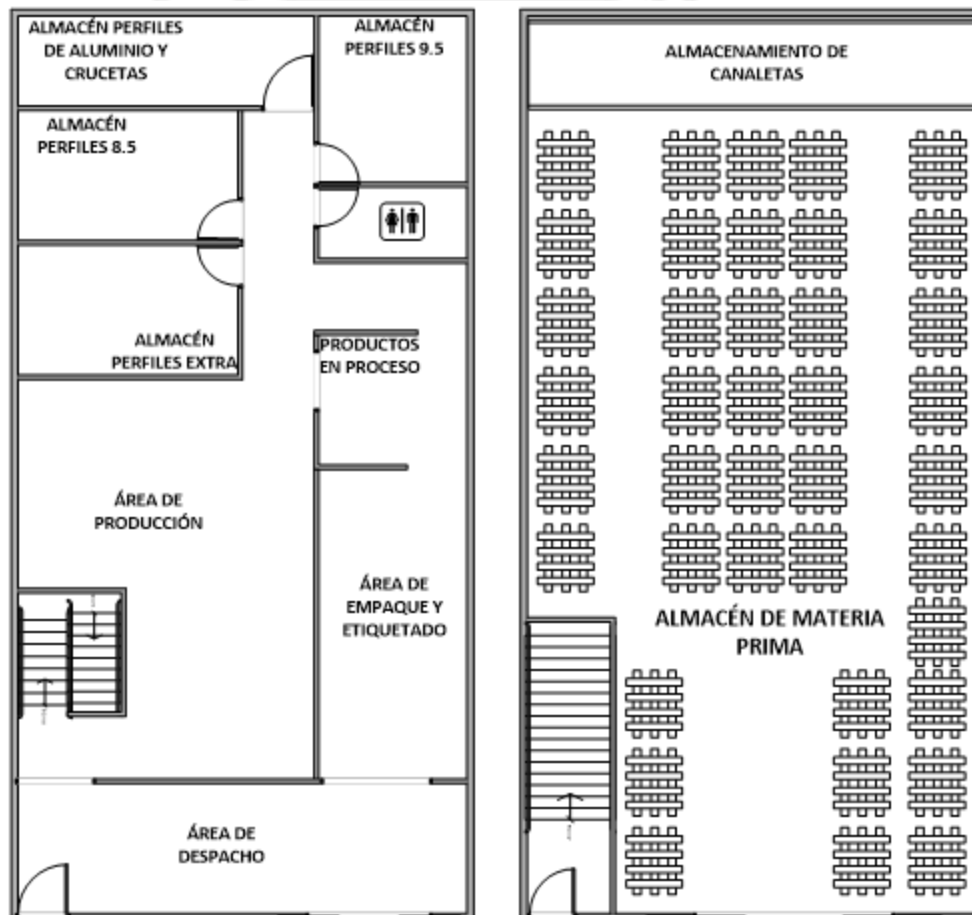 ALMACÉN PERFILES
DE ALUMINIO Y
CRUCETAS
ALMACÉN
PERFILES 9.5
ALMACÉN
PERFILES 8.5
ALMACÉN
PERFILES EXTRA
PRODUCTOS
EN PROCESO
ÁREA DE
PRODUCCIÓN
ÁREA DE
EMPAQUE Y
ETIQUETADO
ÁREA DE
DESPACHO
ALMACENAMIENTO DE
CANALETAS
ALMACÉN DE MATERIA
PRIMA